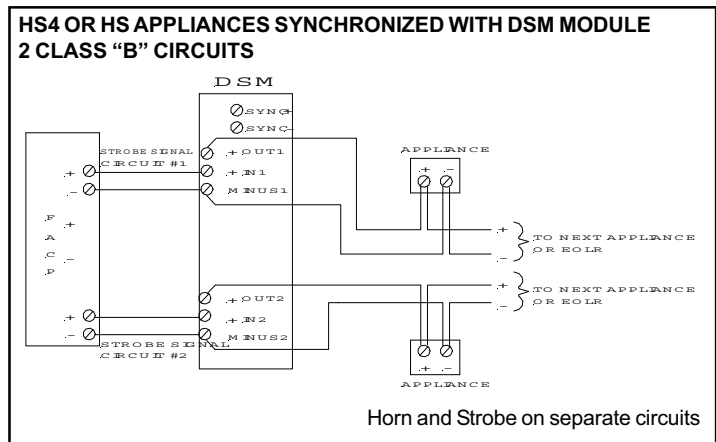 HS4 OR HS APPLIANCES SYNCHRONIZED WITH DSM MODULE
2 CLASS “B” CIRCUITS
DSM
SYNC+
SYNC-
STROBE SIGNAL
CIRCUIT #1
+ OUT1
+ IN1
MINUS1
APPLIANCE
+ -
+
-
F
A
C
P
+
-
+
-
TO NEXT APPLIANCE
OR EOLR
+
-
TO NEXT APPLIANCE
OR EOLR
+ OUT2
+ IN2
MINUS2
+
-
STROBE SIGNAL
CIRCUIT #2
+ -
APPLIANCE
Horn and Strobe on separate circuits